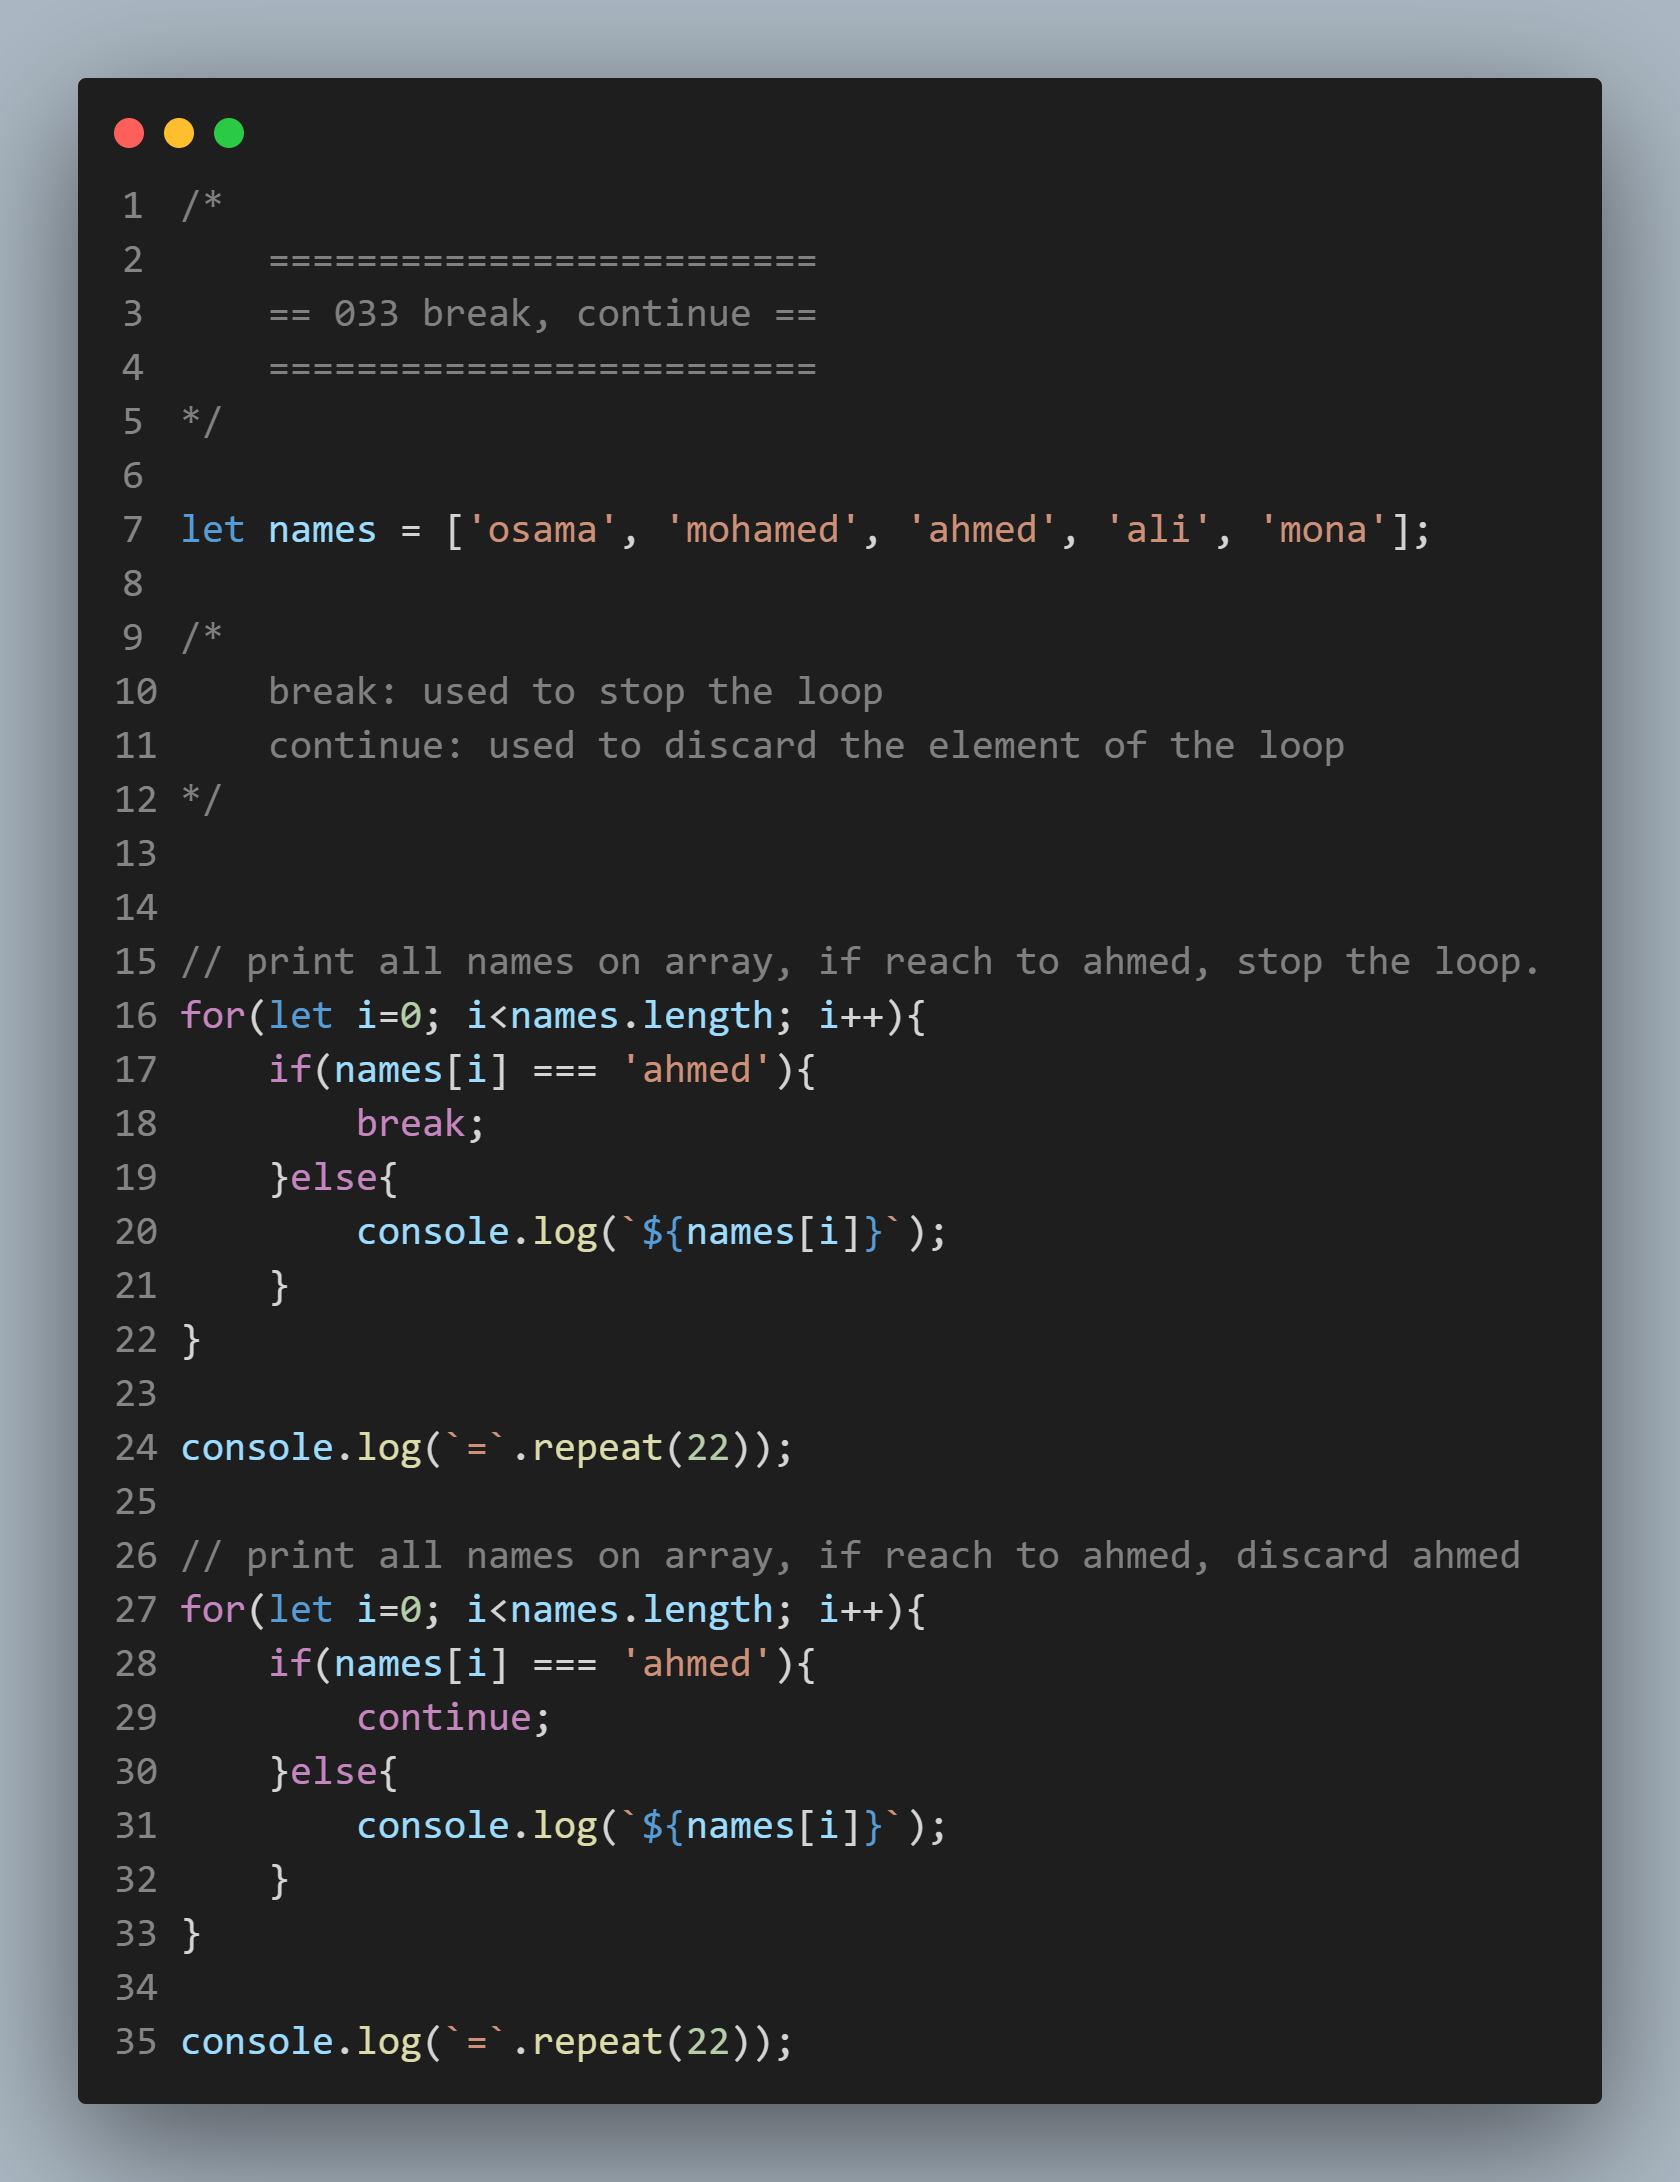 1 /*
2     =========================
3     == 033 break, continue ==
4     =========================
5 */
6
7 let names = ['osama', 'mohamed', 'ahmed', 'ali', 'mona'];
8
9 /*
10     break: used to stop the loop
11     continue: used to discard the element of the loop
12 */
13
14
15 // print all names on array, if reach to ahmed, stop the loop.
16 for(let i=0; i<names.length; i++){
17     if(names[i] === 'ahmed'){
18         break;
19     }else{
20         console.log(`${names[i]}`);
21     }
22 }
23
24 console.log(`=`.repeat(22));
25
26 // print all names on array, if reach to ahmed, discard ahmed
27 for(let i=0; i<names.length; i++){
28     if(names[i] === 'ahmed'){
29         continue;
30     }else{
31         console.log(`${names[i]}`);
32     }
33 }
34
35 console.log(`=`.repeat(22));